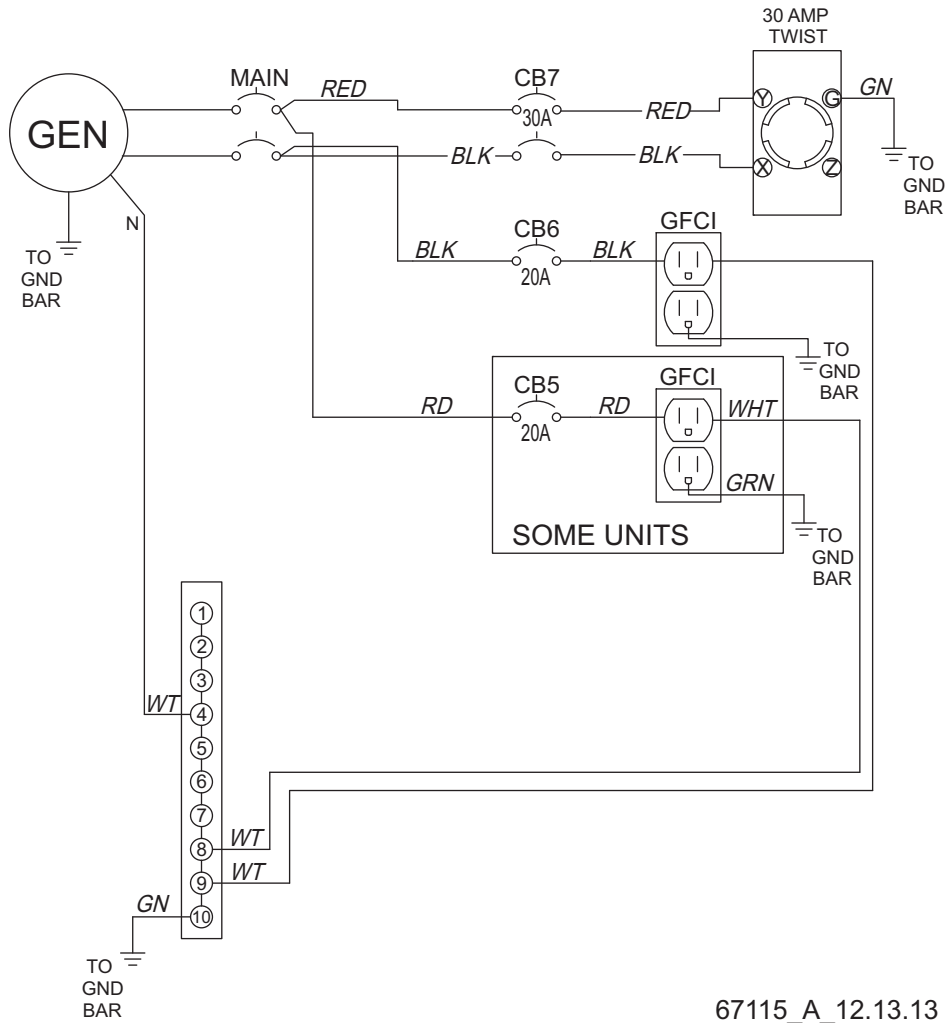 30 AMP
TWIST
MAIN
RED
CB7
30A
RED
Y
G
GN
GEN
BLK
BLK
X
Z
TO
GND
BAR
N
TO
GND
BAR
BLK
CB6
20A
BLK
GFCI
TO
GND
BAR
RD
CB5
20A
RD
GFCI
WHT
GRN
SOME UNITS
TO
GND
BAR
1
2
3
WT
4
5
6
7
8
WT
9
WT
GN
10
TO
GND
BAR
67115_A_12.13.13